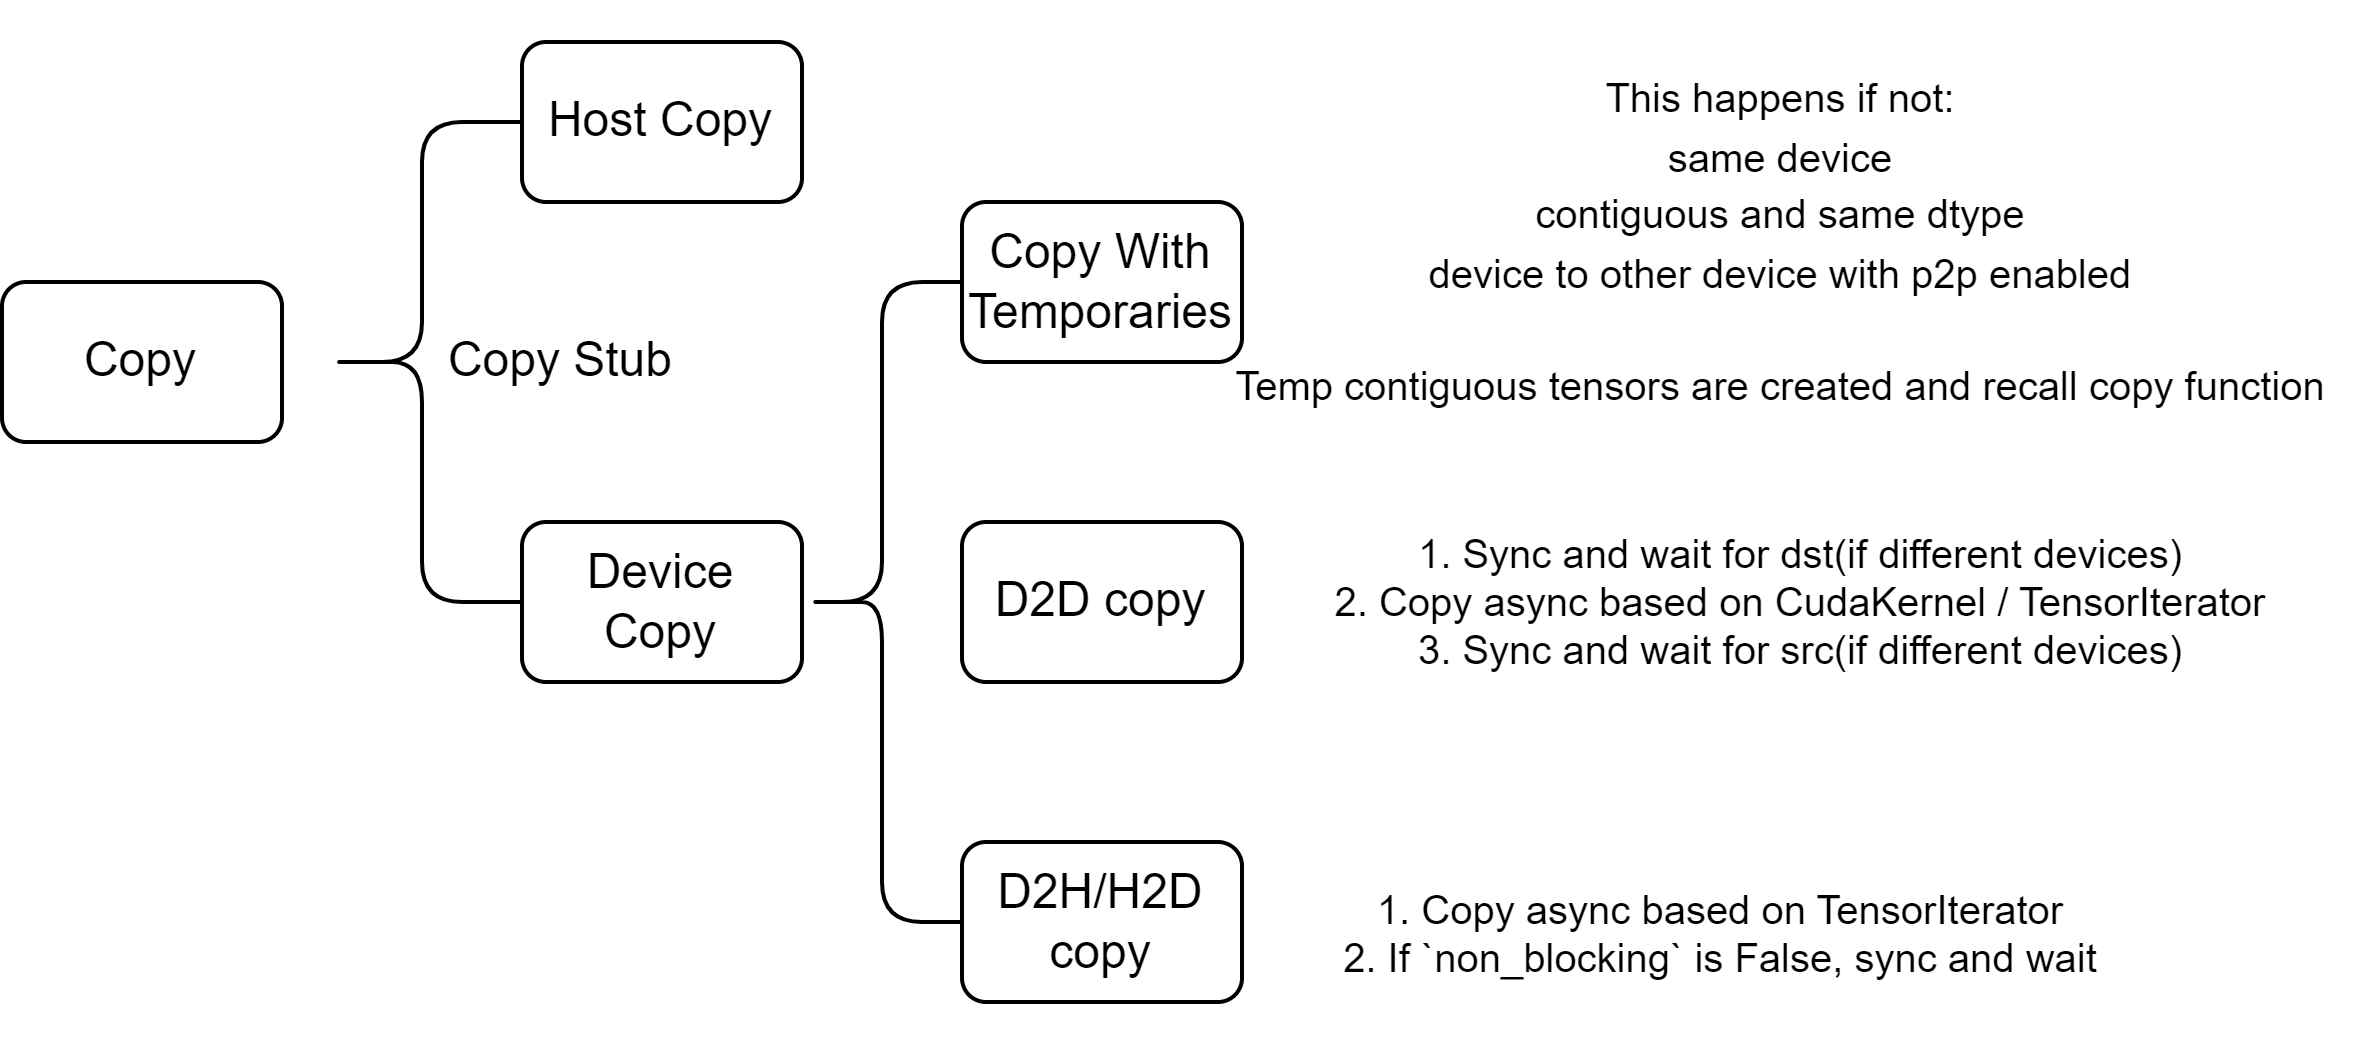 Copy
Copy Stub
Host Copy
Device
Copy
Copy With
Temporaries
This happens if not:
same device
contiguous and same dtype
device to other device with p2p enabled
Temp contiguous tensors are created and recall copy function
D2D copy
1. Sync and wait for dst(if different devices)
2. Copy async based on CudaKernel / TensorIterator
3. Sync and wait for src(if different devices)
D2H/H2D
copy
1. Copy async based on TensorIterator
2. If `non_blocking` is False, sync and wait